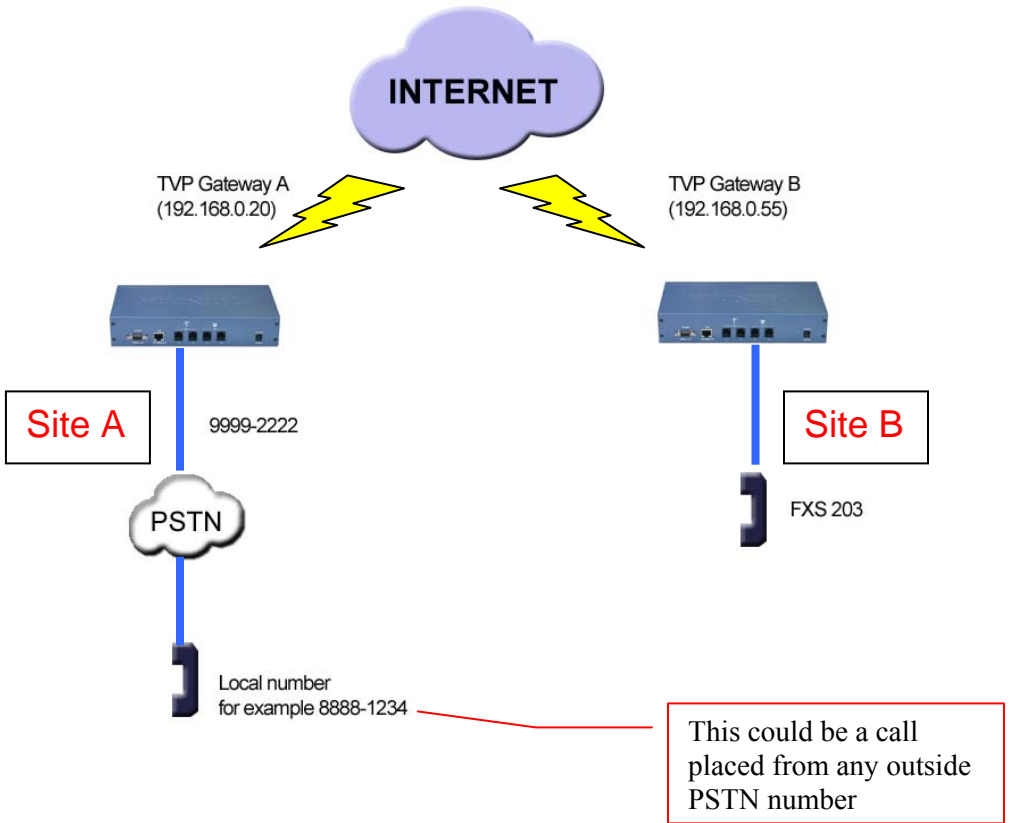 INTERNET
TVP Gateway A
(192.168.0.20)
TVP Gateway B
(192.168.0.55)
Site A
9999-2222
Site B
PSTN
FXS 203
Local number
for example 8888-1234
This could be a call
placed from any outside
PSTN number